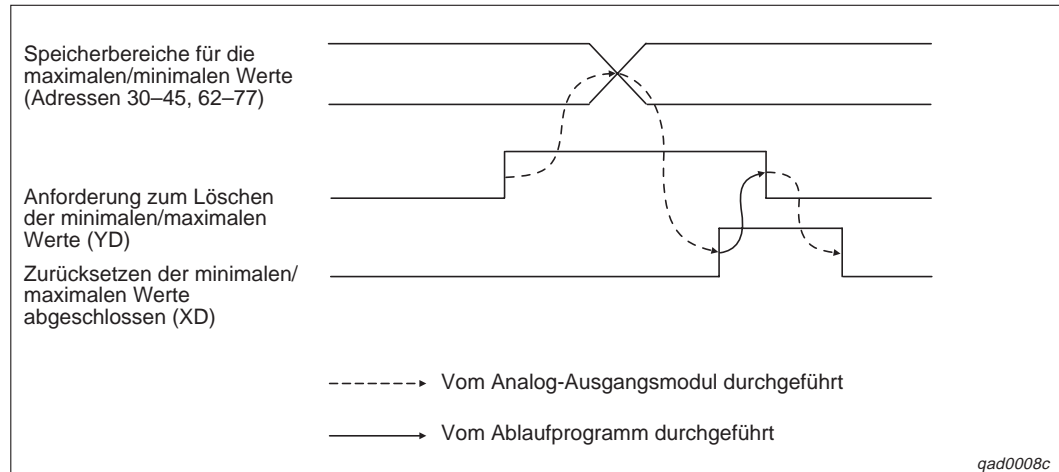 Speicherbereiche für die
maximalen/minimalen Werte
(Adressen 30–45, 62–77)
Anforderung zum Löschen
der minimalen/maximalen
Werte (YD)
Zurücksetzen der minimalen/
maximalen Werte
abgeschlossen (XD)
Vom Analog-Ausgangsmodul durchgeführt
Vom Ablaufprogramm durchgeführt
qad0008c